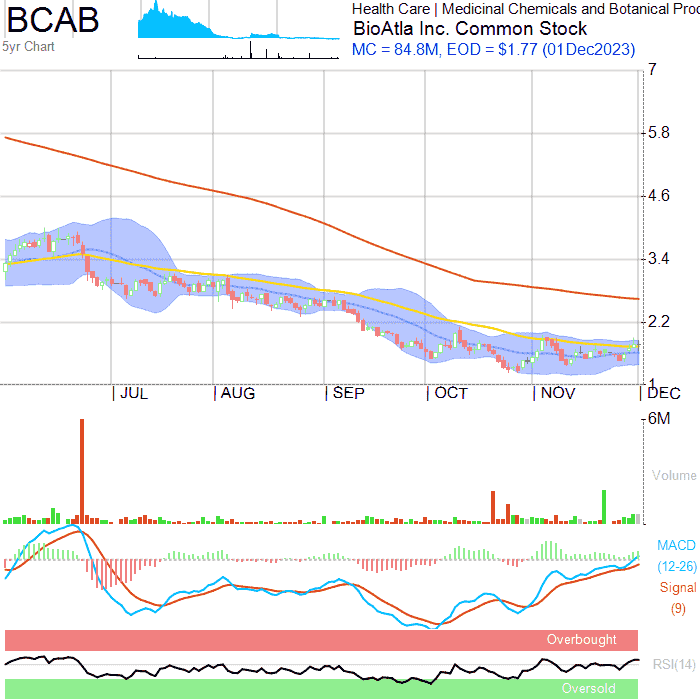 BCAB
5yr Chart
Health Care | Medicinal Chemicals and Botanical Proc
BioAtla Inc. Common Stock
MC = 84.8M, EOD = $1.77 (01Dec2023)
7
5.8
4.6
3.4
2.2
1
JUL AUG SEP OCT NOV DEC
6M
Volume
MACD
(12-26)
Signal
(9)
Overbought
RSI(14)
Oversold